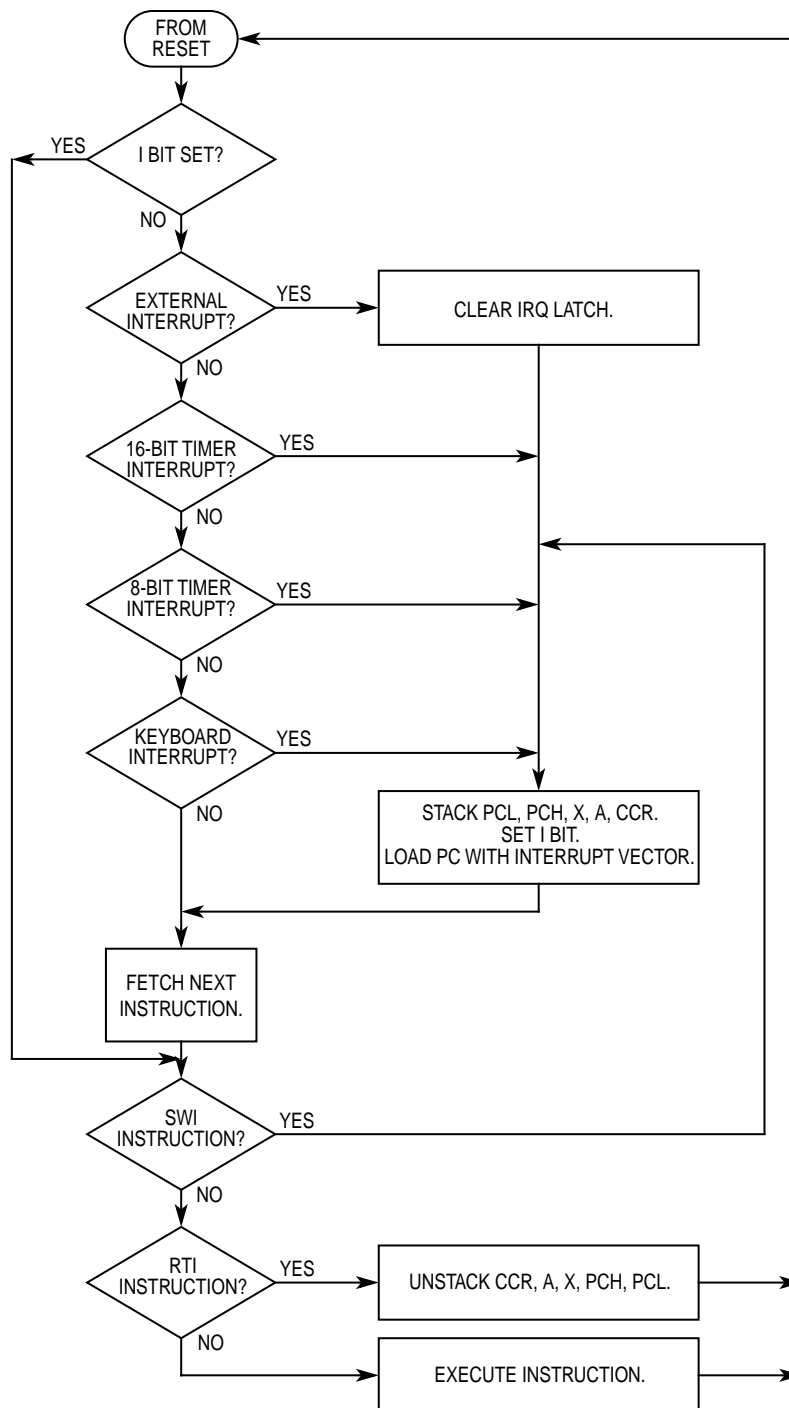 FROM
RESET
YES
I BIT SET?
NO
EXTERNAL
INTERRUPT?
YES
CLEAR IRQ LATCH.
NO
16-BIT TIMER
INTERRUPT?
YES
NO
8-BIT TIMER
INTERRUPT?
YES
NO
KEYBOARD
INTERRUPT?
YES
NO
STACK PCL, PCH, X, A, CCR.
SET I BIT.
LOAD PC WITH INTERRUPT VECTOR.
FETCH NEXT
INSTRUCTION.
SWI
INSTRUCTION?
YES
NO
RTI
INSTRUCTION?
YES
UNSTACK CCR, A, X, PCH, PCL.
NO
EXECUTE INSTRUCTION.